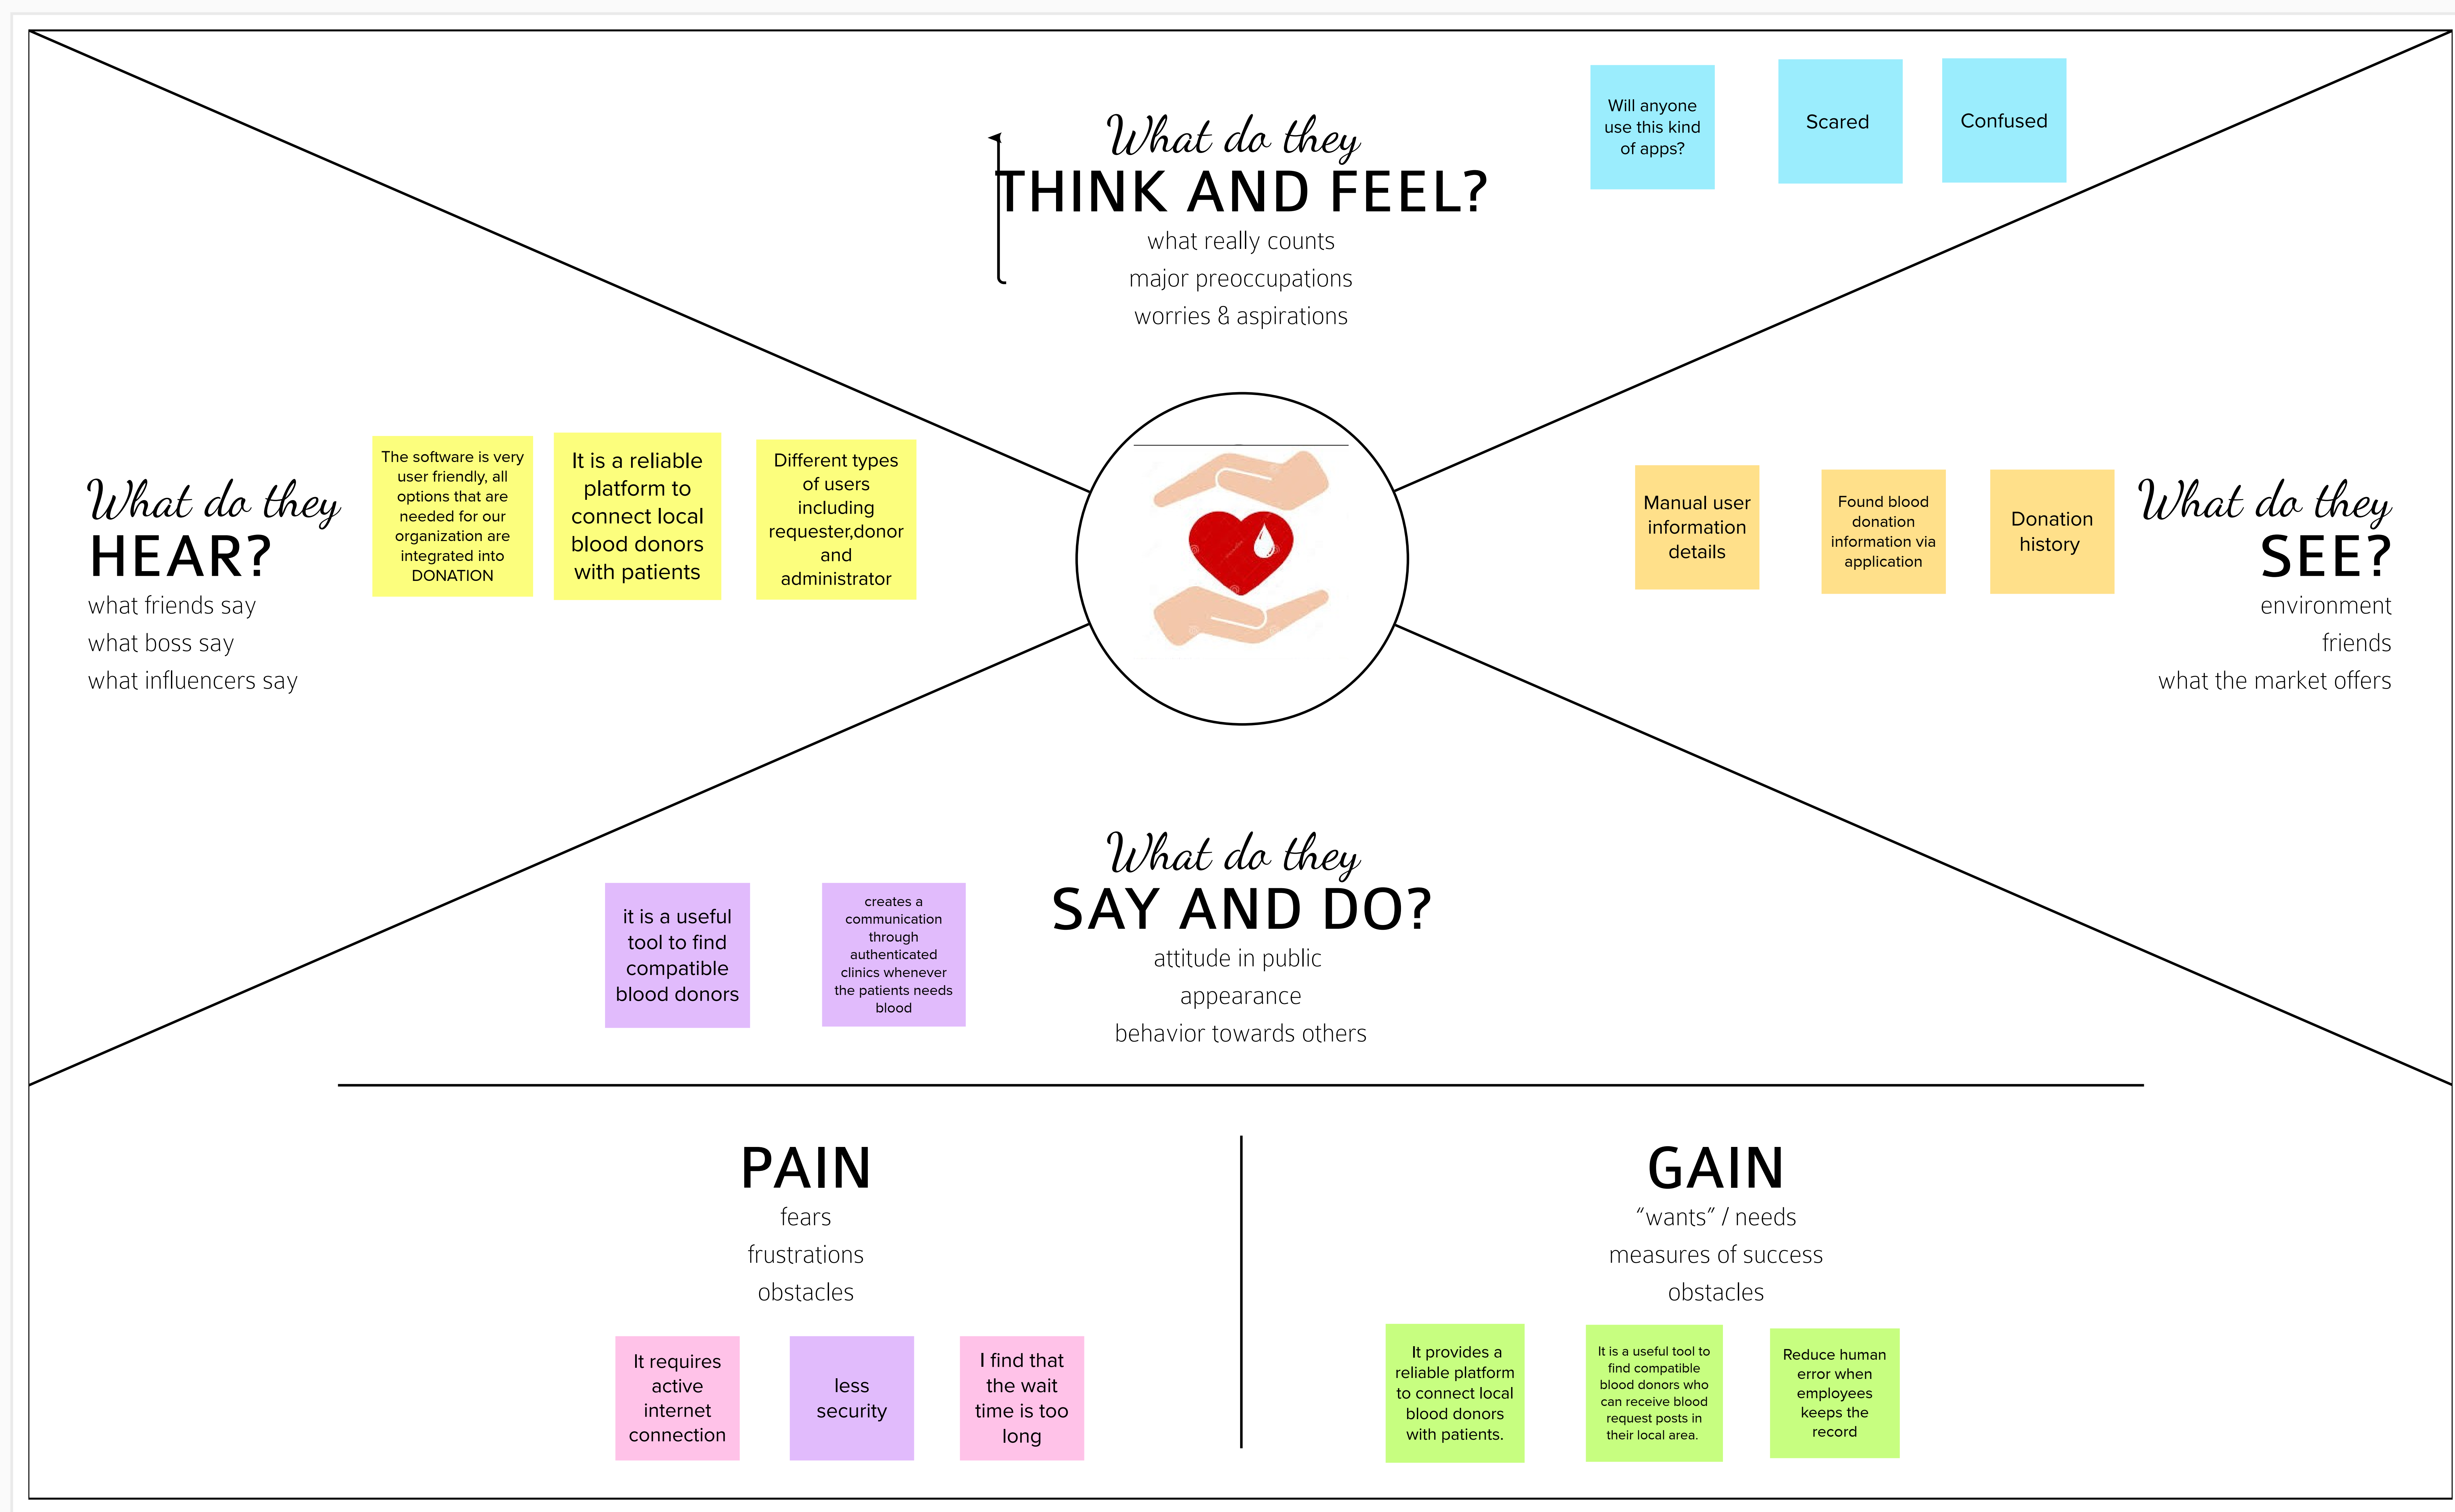 What do they
THINK AND FEEL?
what really counts
major preoccupations
worries & aspirations
Will anyone
use this kind
of apps?
Scared
Confused
What do they
HEAR?
what friends say
what boss say
what influencers say
The software is very
user friendly, all
options that are
needed for our
organization are
integrated into
DONATION
It is a reliable
platform to
connect local
blood donors
with patients
Different types
of users
including
requester,donor
and
administrator
Manual user
information
details
Found blood
donation
information via
application
Donation
history
What do they
SEE?
environment
friends
what the market offers
What do they
SAY AND DO?
attitude in public
appearance
behavior towards others
it is a useful
tool to find
compatible
blood donors
creates a
communication
through
authenticated
clinics whenever
the patients needs
blood
PAIN
fears
frustrations
obstacles
It requires
active
internet
connection
less
security
I find that
the wait
time is too
long
GAIN
“wants” / needs
measures of success
obstacles
It provides a
reliable platform
to connect local
blood donors
with patients.
It is a useful tool to
find compatible
blood donors who
can receive blood
request posts in
their local area.
Reduce human
error when
employees
keeps the
record